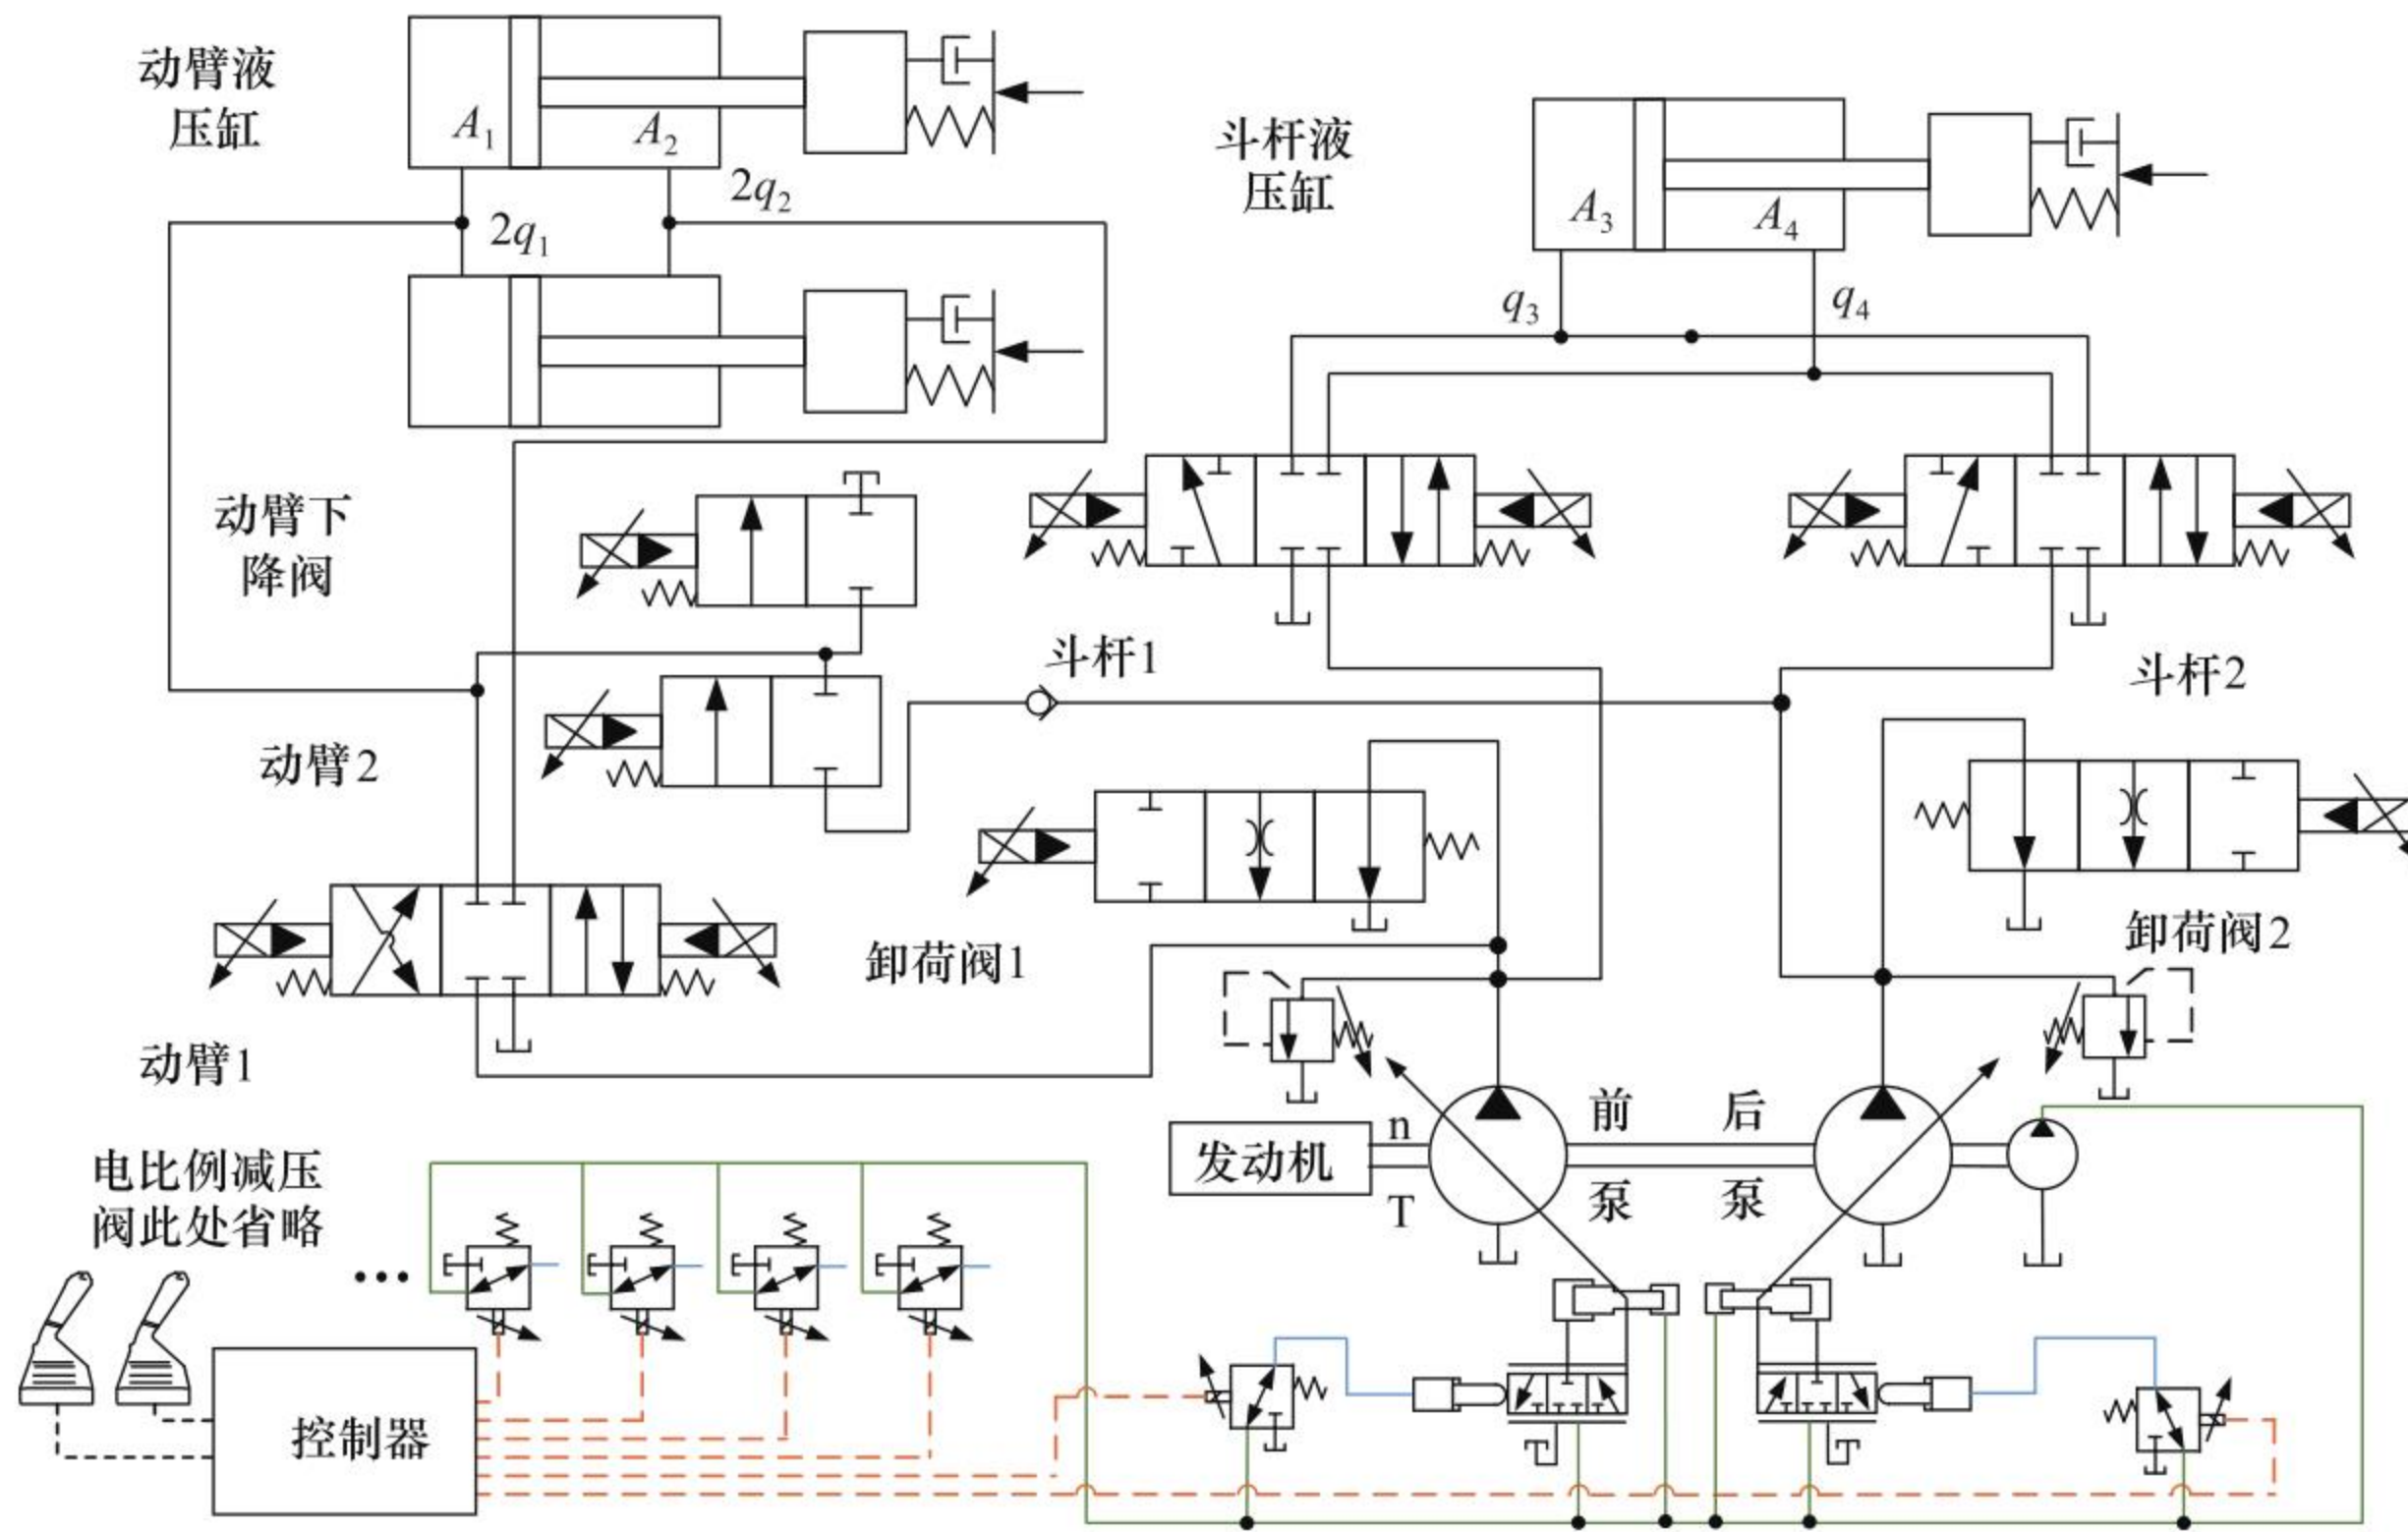 动臂液
压缸
A₁
A₂
2q₂
2q₁
斗杆液
压缸
A₃
A₄
q₃
q₄
动臂下
降阀
斗杆1
斗杆2
动臂2
卸荷阀1
卸荷阀2
动臂1
电比例减压
阀此处省略
•••
发动机
n
T
前
泵
后
泵
控制器